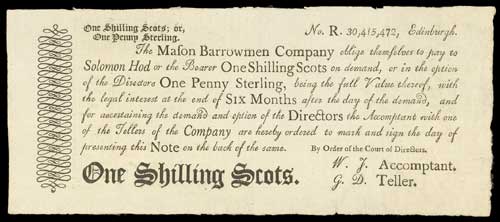 One Shilling Scots; or,
One Penny Sterling.
No. R. 30,415,472, Edinburgh.
The Mason Barrowmen Company oblige themselves to pay to
Solomon Hod or the Bearer One Shilling Scots on demand, or in the option
of the Directors One Penny Sterling, being the full Value thereof, with
the legal interest at the end of Six Months after the day of the demand, and
for ascertaining the demand and option of the Directors the Accomptant with one
of the Tellers of the Company are hereby ordered to mark and sign the day of
presenting this Note on the back of the same. By Order of the Court of Directors.
One Shilling Scots.
W. J. Accomptant.
G. D. Teller.